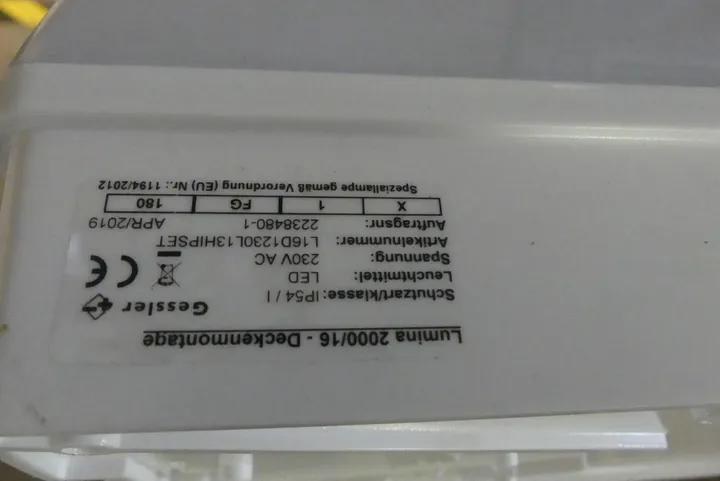 Lumina 2000/16 - Deckenmontage
Gessler
Schutzart/klasse: IP54 / I
Leuchtmittel: LED
Spannung: 230V AC
Artikelnummer: L16D1230L13HIPSET
Auftragsnr: 2238480-1 APR/2019
X 1 FG 180
Speziallampe gemäß Verordnung (EU) Nr.: 1194/2012
CE